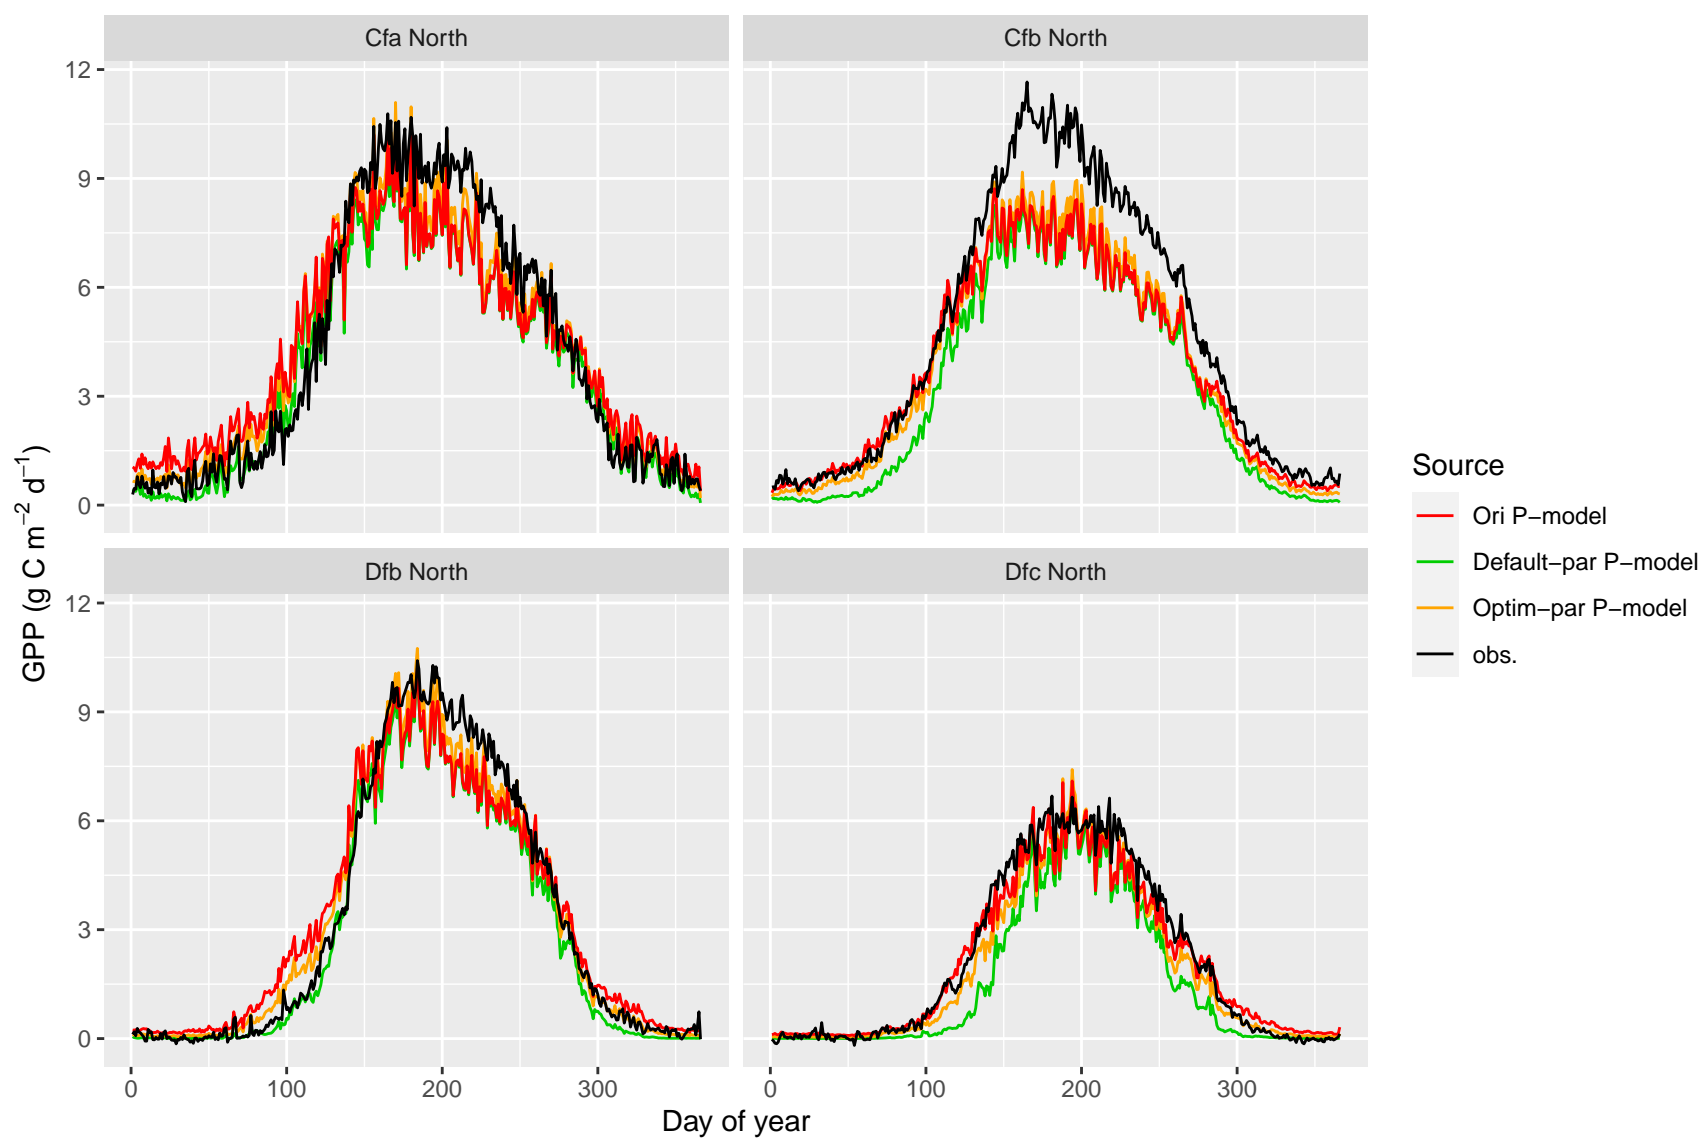 Cfa North
Cfb North
12
9
6
3
0
Dfb North
Dfc North
12
9
6
3
0
0
100
200
300
0
100
200
300
Day of year
GPP (g C m−2 d−1)
Source
Ori P−model
Default−par P−model
Optim−par P−model
obs.